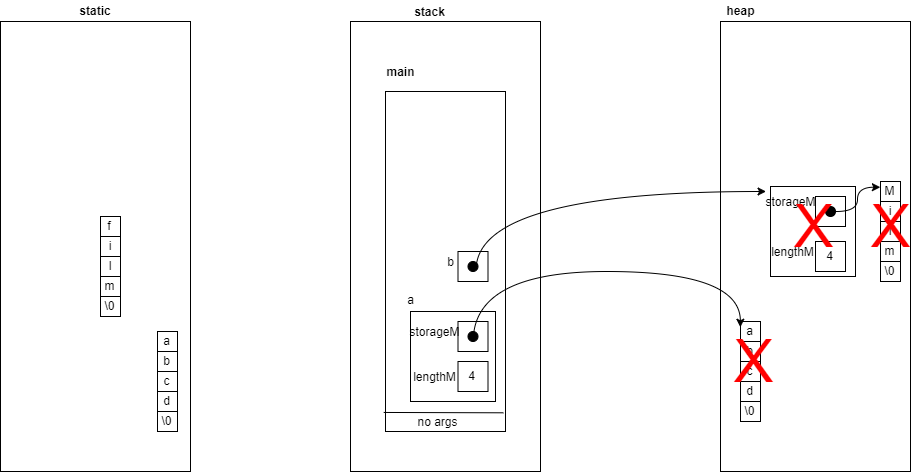 static
stack
heap
main
f
i
l
m
\0
a
b
c
d
\0
b
a
storageM
lengthM
4
no args
storageM
lengthM
4
M
i
m
\0
a
c
d
\0